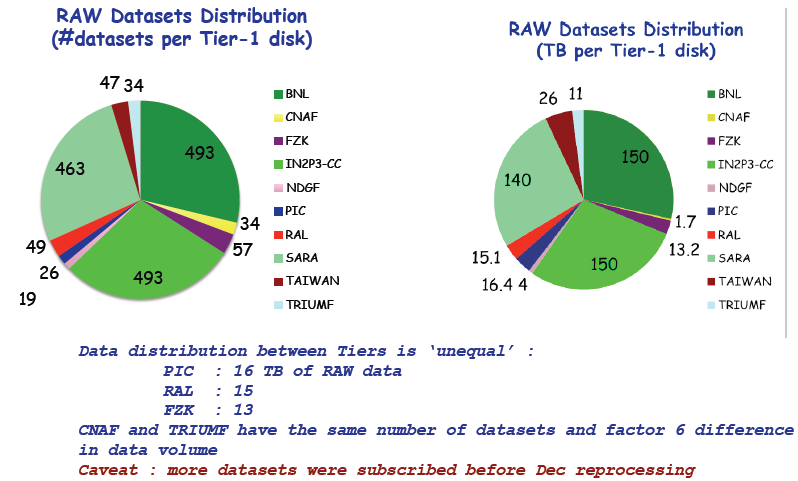 RAW Datasets Distribution
(#datasets per Tier-1 disk)
47 34
493
463
34
57
49
26
19
493
BNL
CNAF
FZK
IN2P3-CC
NDGF
PIC
RAL
SARA
TAIWAN
TRIUMF
RAW Datasets Distribution
(TB per Tier-1 disk)
26
11
150
140
1.7
13.2
15.1
16.4 4
150
BNL
CNAF
FZK
IN2P3-CC
NDGF
PIC
RAL
SARA
TAIWAN
TRIUMF
Data distribution between Tiers is ‘unequal’ :
PIC : 16 TB of RAW data
RAL : 15
FZK : 13
CNAF and TRIUMF have the same number of datasets and factor 6 difference
in data volume
Caveat : more datasets were subscribed before Dec reprocessing